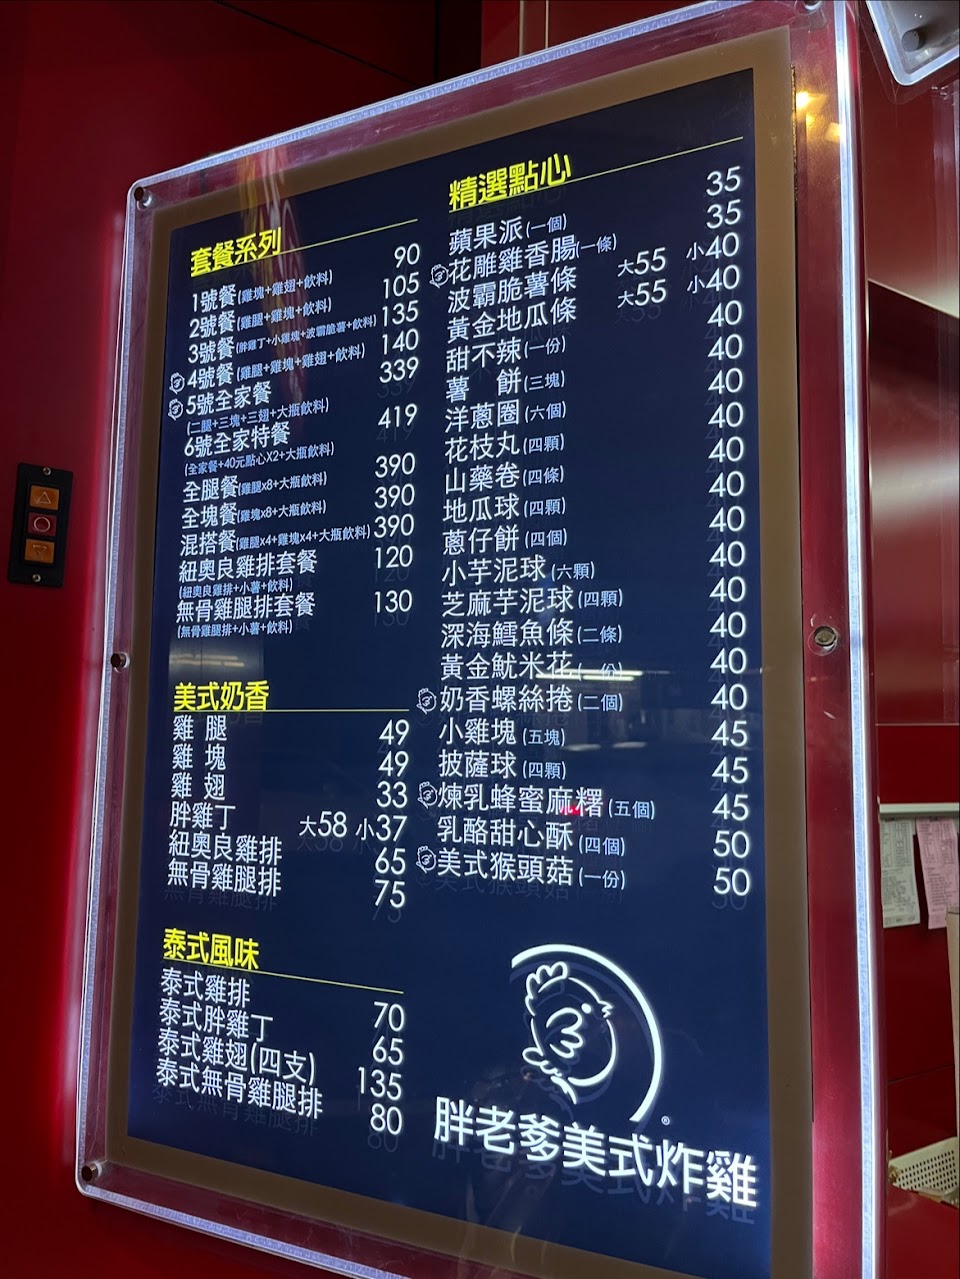 套餐系列
1號餐(雞塊+雞翅+飲料) 90
2號餐(雞腿+雞塊+飲料) 105
3號餐(胖雞丁+小雞塊+波霸脆薯+飲料) 135
4號餐(雞腿+雞塊+雞翅+飲料) 140
5號全家餐 339
(二腿+三塊+三翅+大瓶飲料)
6號全家特餐 419
(全家餐+40元點心X2+大瓶飲料)
全腿餐(雞腿x8+大瓶飲料) 390
全塊餐(雞塊x8+大瓶飲料) 390
混搭餐(雞腿x4+雞塊x4+大瓶飲料) 390
紐奧良雞排套餐 120
(紐奧良雞排+小薯+飲料)
無骨雞腿排套餐 130
(無骨雞腿排+小薯+飲料)
美式奶香
雞 腿 49
雞 塊 49
雞 翅 33
胖雞丁 大58 小37
紐奧良雞排 65
無骨雞腿排 75
泰式風味
泰式雞排 70
泰式胖雞丁 65
泰式雞翅(四支) 135
泰式無骨雞腿排 80
精選點心
蘋果派(一個) 35
花雕雞香腸(一條) 35
波霸脆薯條 大55 小40
黃金地瓜條 大55 小40
甜不辣(一份) 40
薯 餅(三塊) 40
洋蔥圈(六個) 40
花枝丸(四顆) 40
山藥卷(四條) 40
地瓜球(四顆) 40
蔥仔餅(四個) 40
小芋泥球(六顆) 40
芝麻芋泥球(四顆) 40
深海鱈魚條(二條) 40
黃金魷米花(一份) 40
奶香螺絲捲(二個) 40
小雞塊(五塊) 45
披薩球(四顆) 45
煉乳蜂蜜麻糬(五個) 45
乳酪甜心酥(四個) 50
美式猴頭菇(一份) 50
®
胖老爹美式炸雞